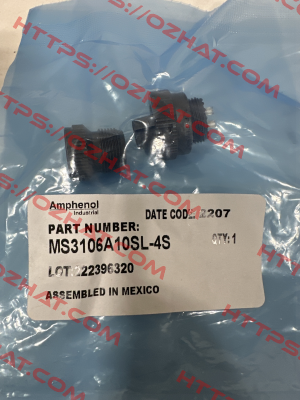 HTTPS://OZHAT.COM
Amphenol
Industrial
DATE CODE: 2207
PART NUMBER:
MS3106A10SL-4S
QTY: 1
LOT: 222396320
ASSEMBLED IN MEXICO